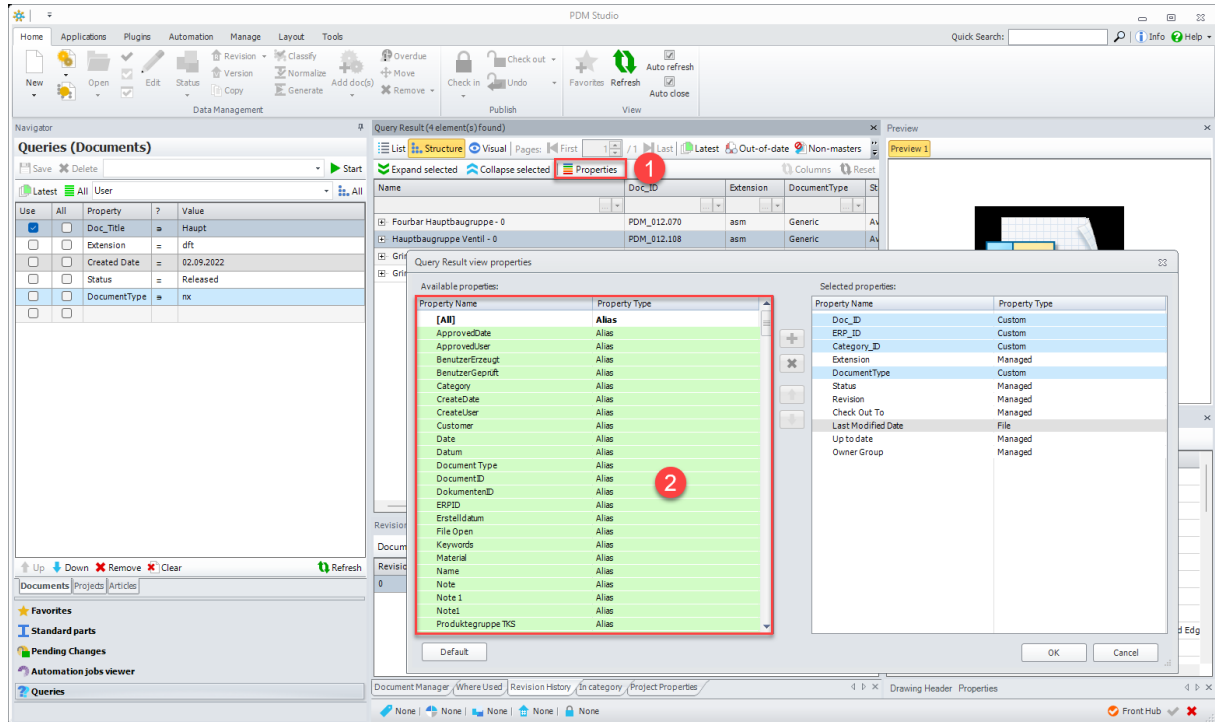 PDM Studio
Home Applications Plugins Automation Manage Layout Tools
Quick Search: Info Help
New
Open
Edit
Status
Revision
Version
Copy
Classify
Normalize
Generate
Add doc(s)
Overdue
Move
Remove
Check in
Check out
Undo
Favorites
Refresh
Auto refresh
Auto close
Data Management
Publish
View
Navigator
Queries (Documents)
Save Delete Start
Latest All User All
Use All Property ? Value
Doc_Title Haupt
Extension = dft
Created Date = 02.09.2022
Status = Released
DocumentType nx
Up Down Remove Clear Refresh
Documents Projects Articles
Favorites
Standard parts
Pending Changes
Automation jobs viewer
Queries
Query Result (4 element(s) found)
List Structure Visual Pages: First 1 / 1 Last Latest Out-of-date Non-masters
Expand selected Collapse selected Properties 1 Columns Reset
Name Doc_ID Extension DocumentType St
Fourbar Hauptbaugruppe - 0 PDM_012.070 asm Generic Av
Hauptbaugruppe Ventil - 0 PDM_012.108 asm Generic Av
Grif
Grif
Preview
Preview 1
Query Result view properties
Available properties:
Property Name Property Type
[All] Alias
ApprovedDate Alias
ApprovedUser Alias
BenutzerErzeugt Alias
BenutzerGeprüft Alias
Category Alias
CreateDate Alias
CreateUser Alias
Customer Alias
Date Alias
Datum Alias
Document Type Alias
DocumentID Alias
DokumentenID Alias
ERPID Alias
Erstelldatum Alias
File Open Alias
Keywords Alias
Material Alias
Name Alias
Note Alias
Note 1 Alias
Note1 Alias
Produktegruppe TKS Alias
2
Default
Selected properties:
Property Name Property Type
Doc_ID Custom
ERP_ID Custom
Category_ID Custom
Extension Managed
DocumentType Custom
Status Managed
Revision Managed
Check Out To Managed
Last Modified Date File
Up to date Managed
Owner Group Managed
OK Cancel
Revision
Docum
Revisio
0
d Edg
Document Manager Where Used Revision History In category Project Properties
Drawing Header Properties
None | None | None | None | None
Front Hub